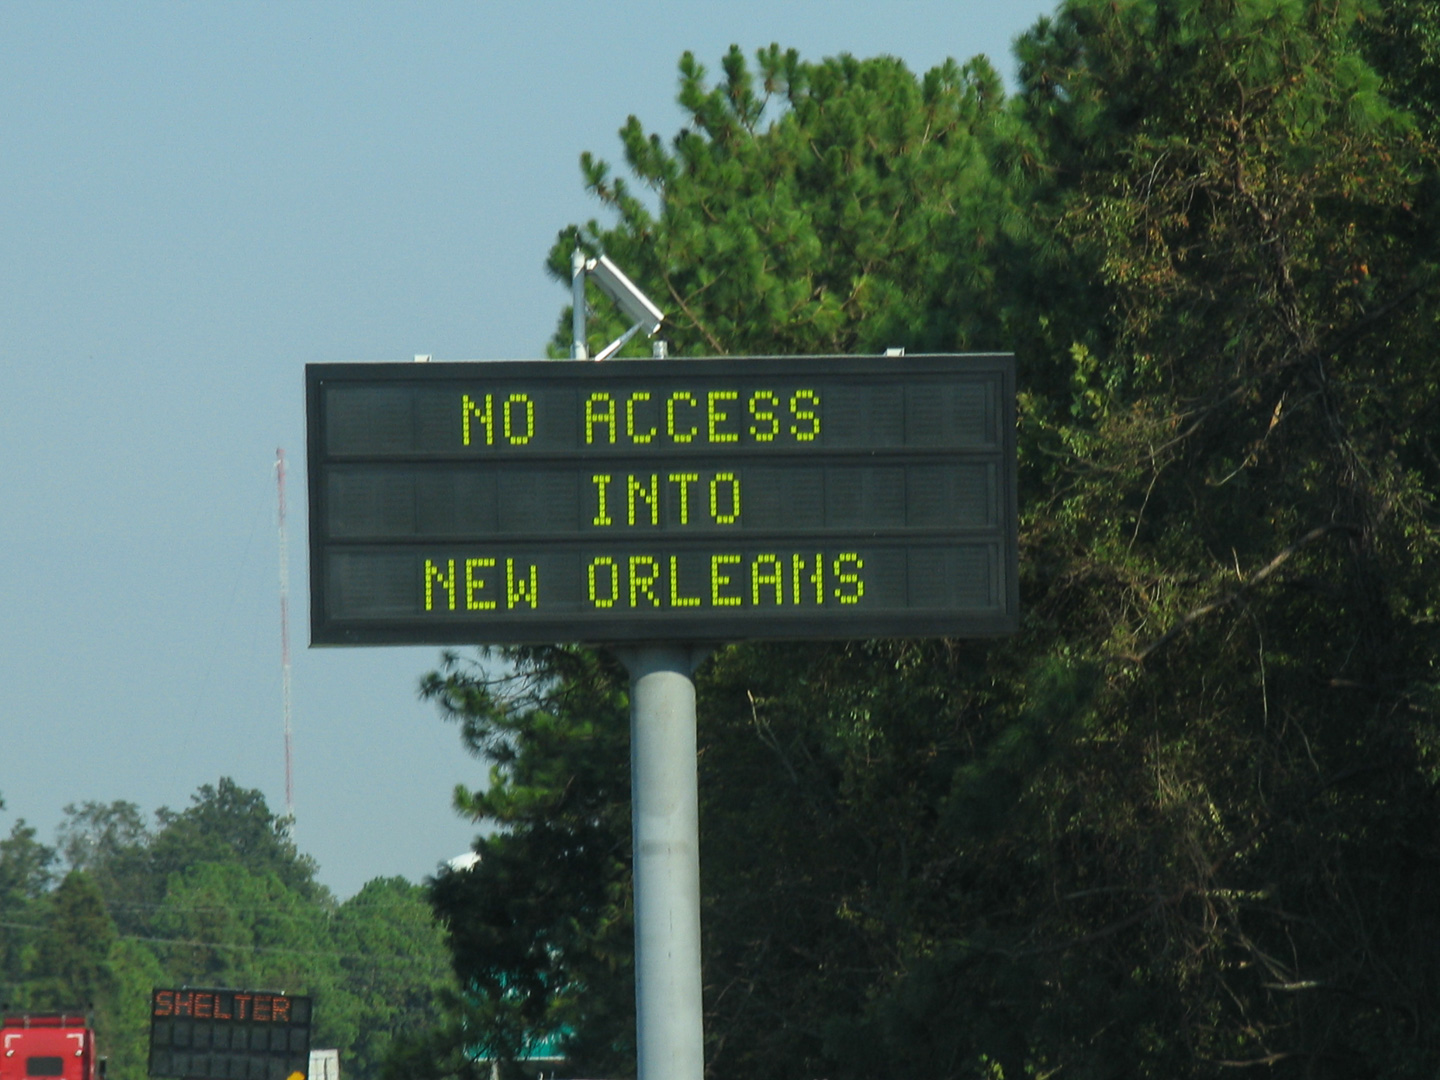 NO ACCESS
INTO
NEW ORLEANS
SHELTER